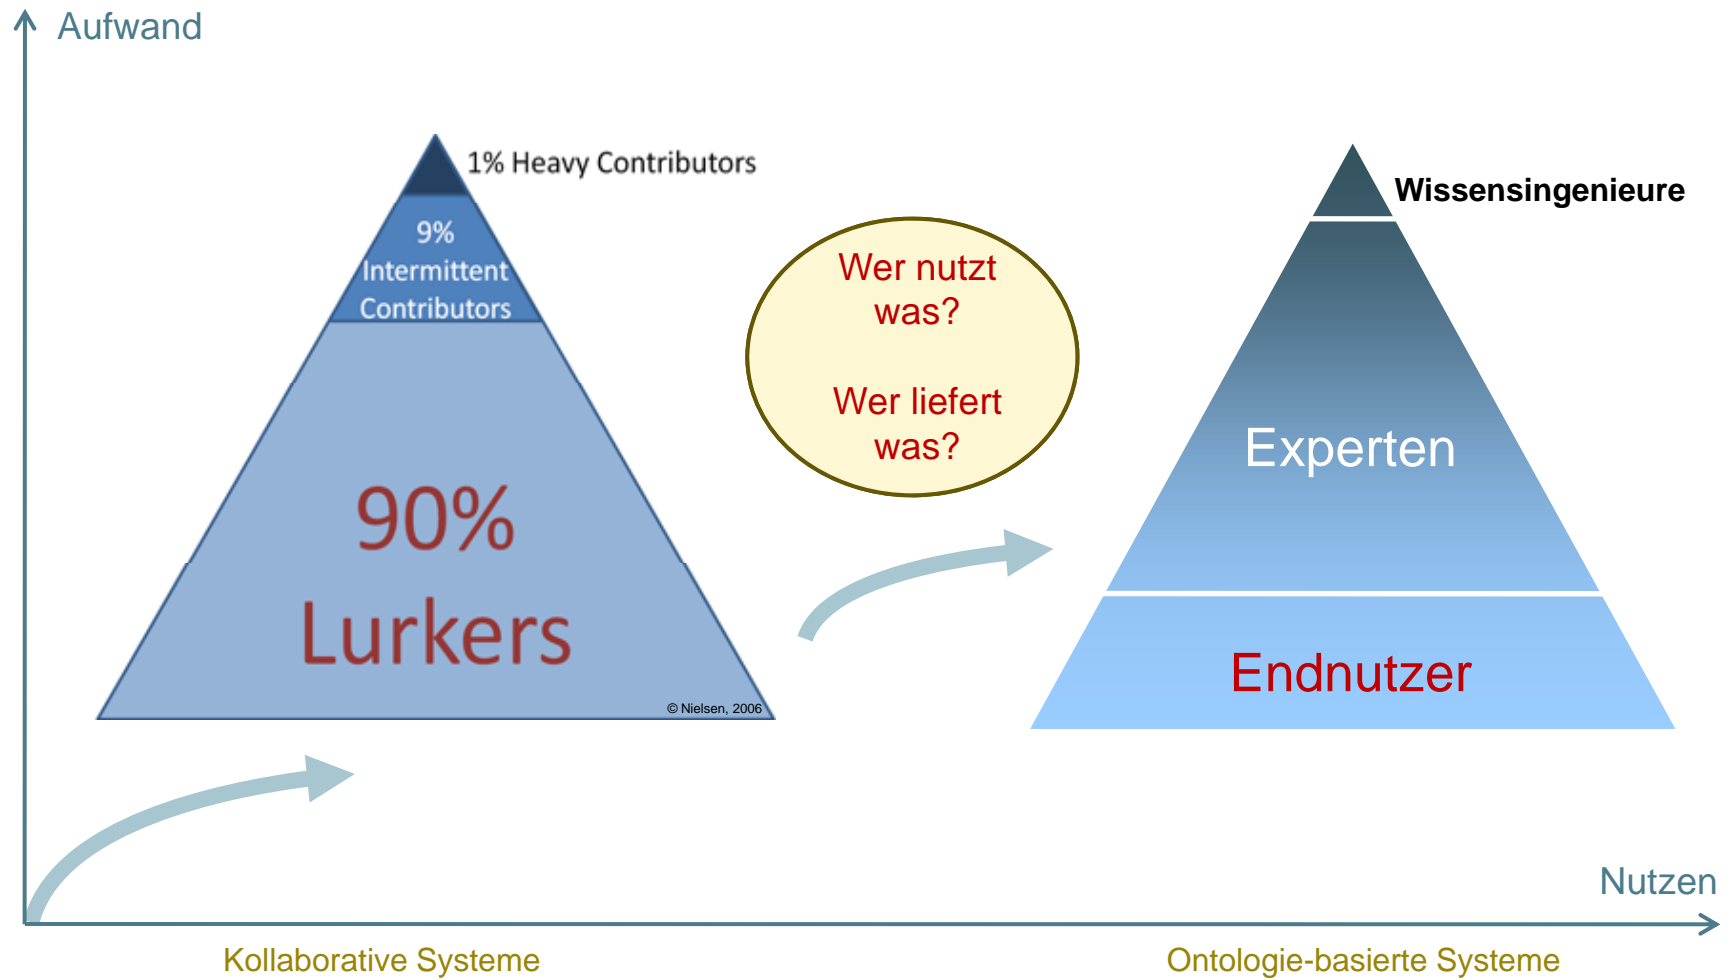 Aufwand
1% Heavy Contributors
9%
Intermittent
Contributors
90%
Lurkers
© Nielsen, 2006
Wer nutzt
was?
Wer liefert
was?
Wissensingenieure
Experten
Endnutzer
Nutzen
Kollaborative Systeme
Ontologie-basierte Systeme